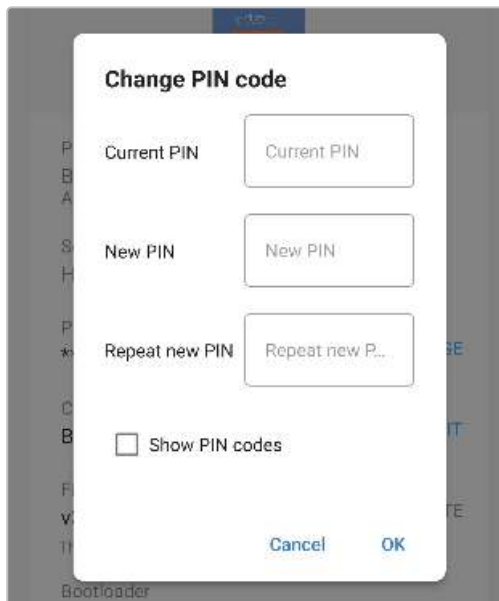 Change PIN code
Current PIN Current PIN
New PIN New PIN
Repeat new PIN Repeat new P...
Show PIN codes
Cancel OK
Bootloader